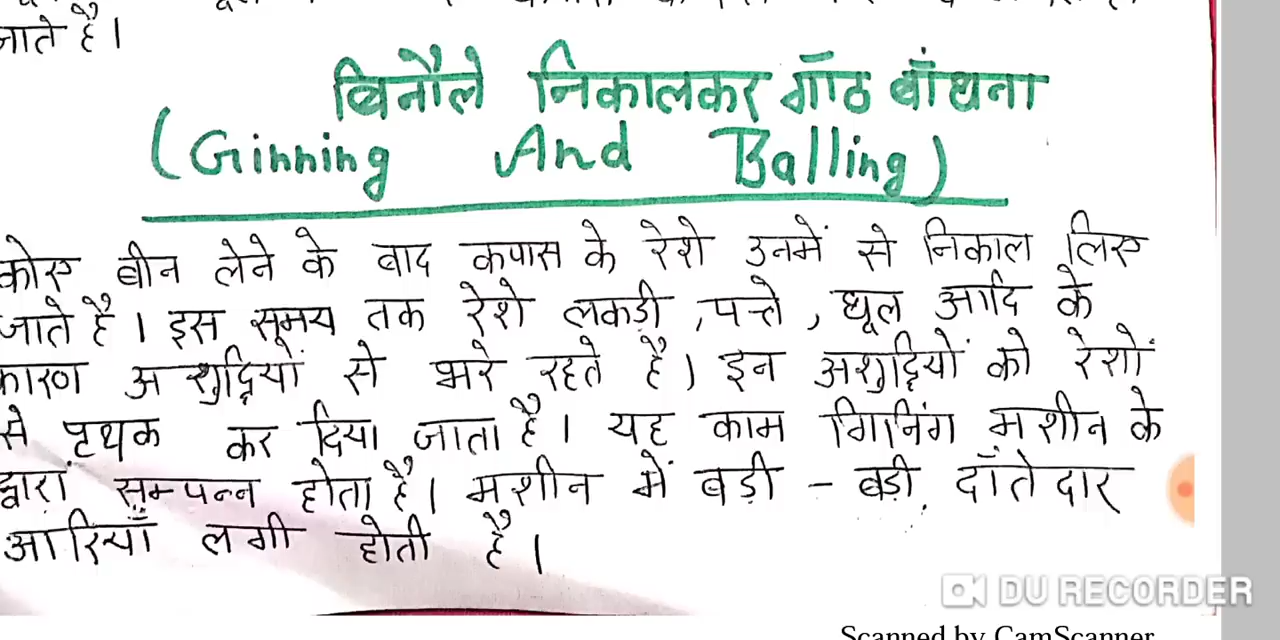 जाते है।
बिनौले निकालकर गाँठ बाँधना
(Ginning And Balling)
कोए बीन लेने के बाद कपास के रेशे उनमें से निकाल लिए
जाते है। इस समय तक रेशे लकड़ी, पत्ते, धूल आदि के
कारण अशुद्धियों से भरे रहते है। इन अशुद्धियों को रेशों
से पृथक कर दिया जाता है। यह काम गिनिंग मशीन के
द्वारां सम्पन्न होता है। मशीन में बड़ी - बड़ी दाँतेदार
आरियाँ लगी होती है।
DU RECORDER
Scanned by CamScanner